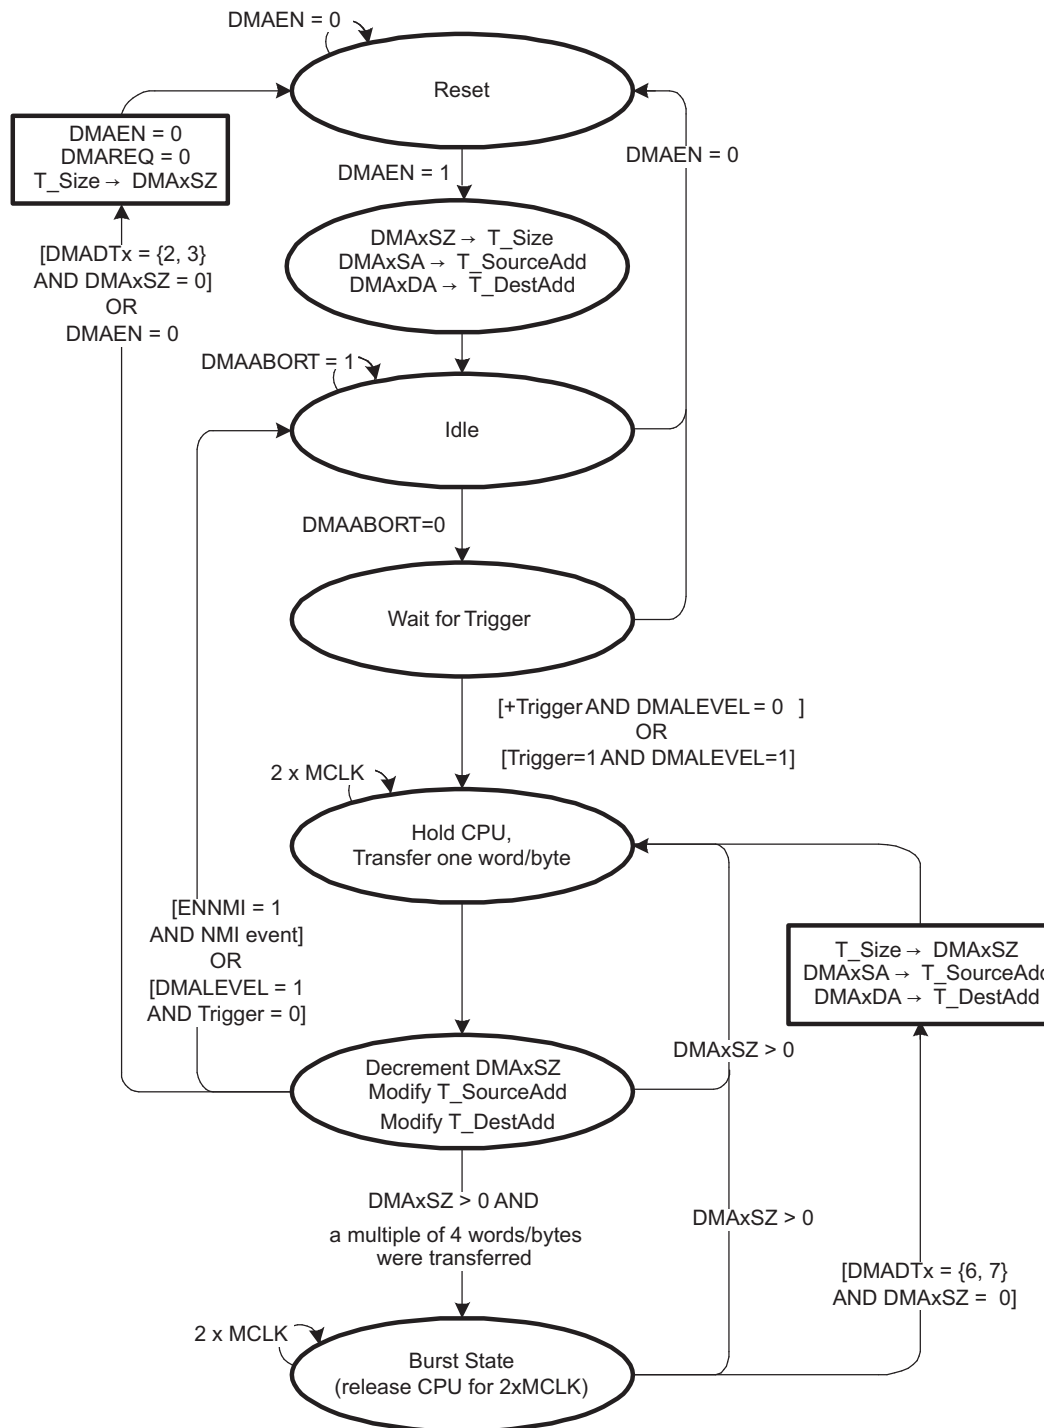 DMAEN = 0
Reset
DMAEN = 0
DMAREQ = 0
T_Size → DMAxSZ
DMAEN = 0
DMAEN = 1
[DMADTx = {2, 3}
AND DMAxSZ = 0]
OR
DMAEN = 0
DMAxSZ → T_Size
DMAxSA → T_SourceAdd
DMAxDA → T_DestAdd
DMAABORT = 1
Idle
DMAABORT=0
Wait for Trigger
[+Trigger AND DMALEVEL = 0 ]
OR
[Trigger=1 AND DMALEVEL=1]
2 x MCLK
Hold CPU,
Transfer one word/byte
[ENNMI = 1
AND NMI event]
OR
[DMALEVEL = 1
AND Trigger = 0]
T_Size → DMAxSZ
DMAxSA → T_SourceAdd
DMAxDA → T_DestAdd
DMAxSZ > 0
Decrement DMAxSZ
Modify T_SourceAdd
Modify T_DestAdd
DMAxSZ > 0 AND
a multiple of 4 words/bytes
were transferred
DMAxSZ > 0
[DMADTx = {6, 7}
AND DMAxSZ = 0]
2 x MCLK
Burst State
(release CPU for 2xMCLK)